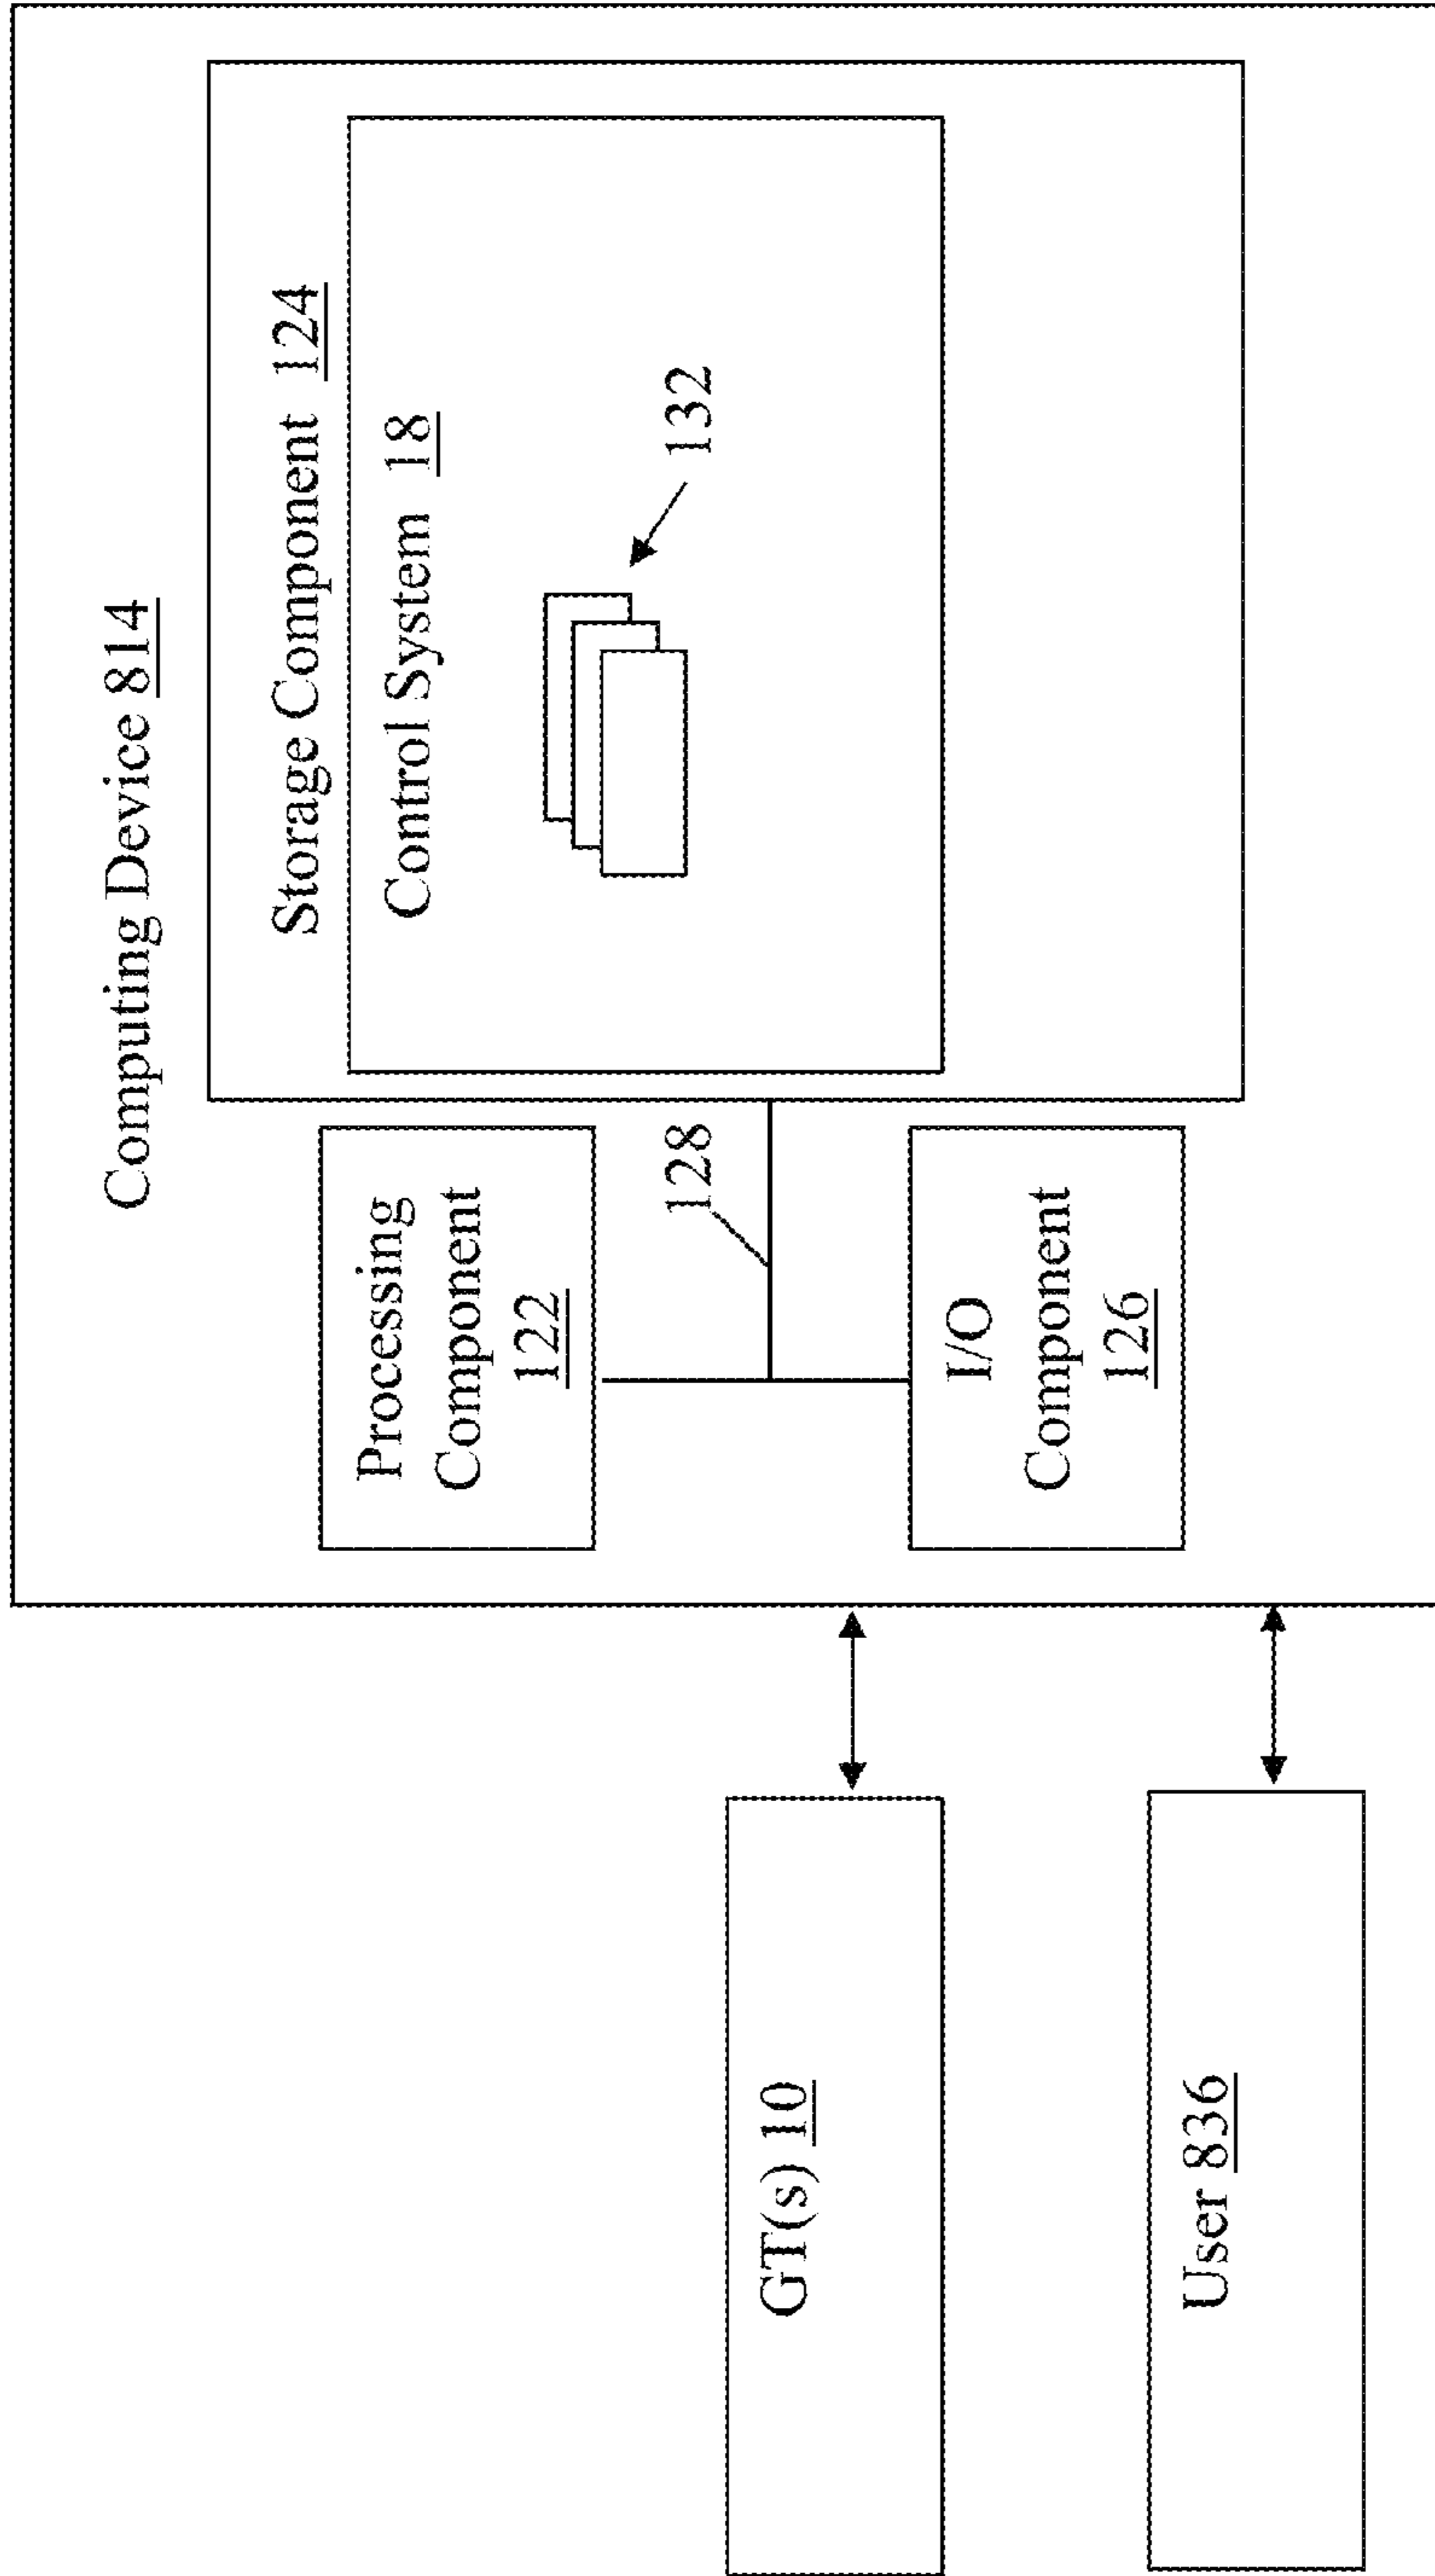 Computing Device 814
Storage Component 124
Control System 18
132
Processing
Component
122
128
I/O
Component
126
GT(s) 10
User 836